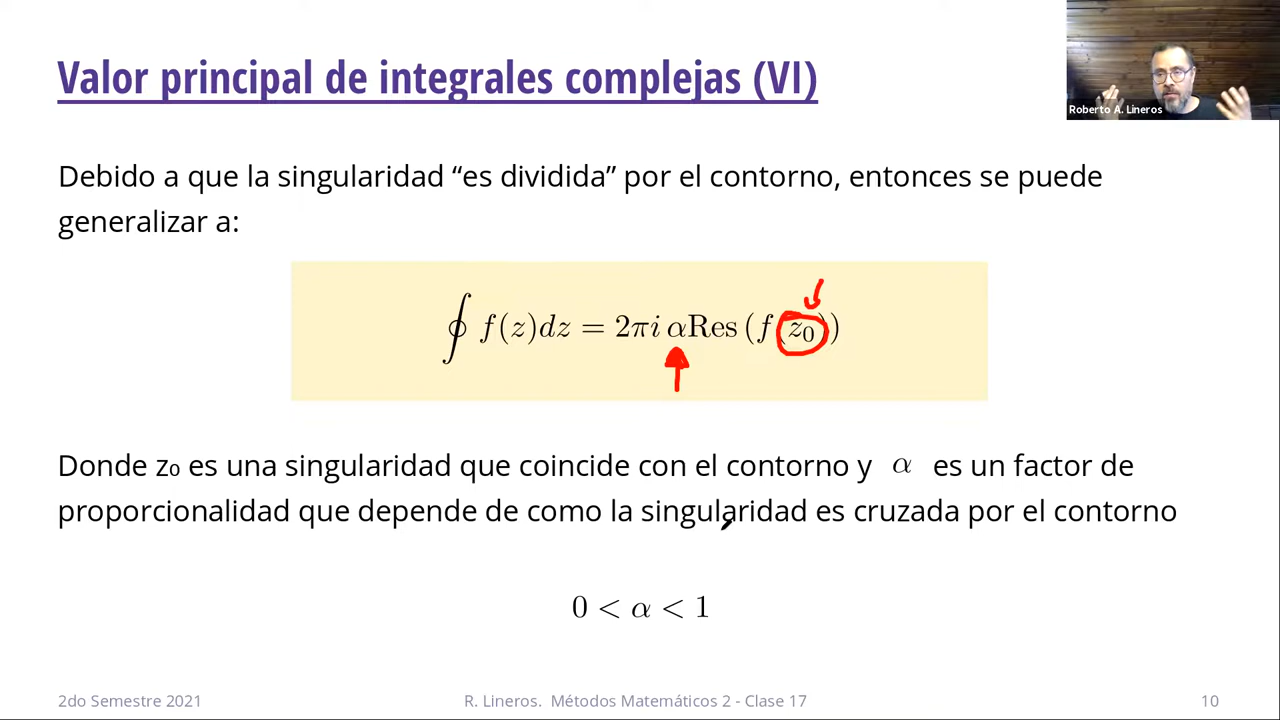 Valor principal de integrales complejas (VI)
Roberto A. Lineros
Debido a que la singularidad “es dividida” por el contorno, entonces se puede
generalizar a:
∮ f(z)dz = 2πi αRes (f(z₀))
Donde z₀ es una singularidad que coincide con el contorno y α es un factor de
proporcionalidad que depende de como la singularidad es cruzada por el contorno
0 < α < 1
2do Semestre 2021
R. Lineros. Métodos Matemáticos 2 - Clase 17
10